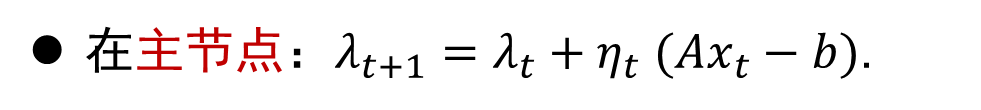 ● 在主节点：λ_{t+1} = λ_t + η_t (Ax_t − b).